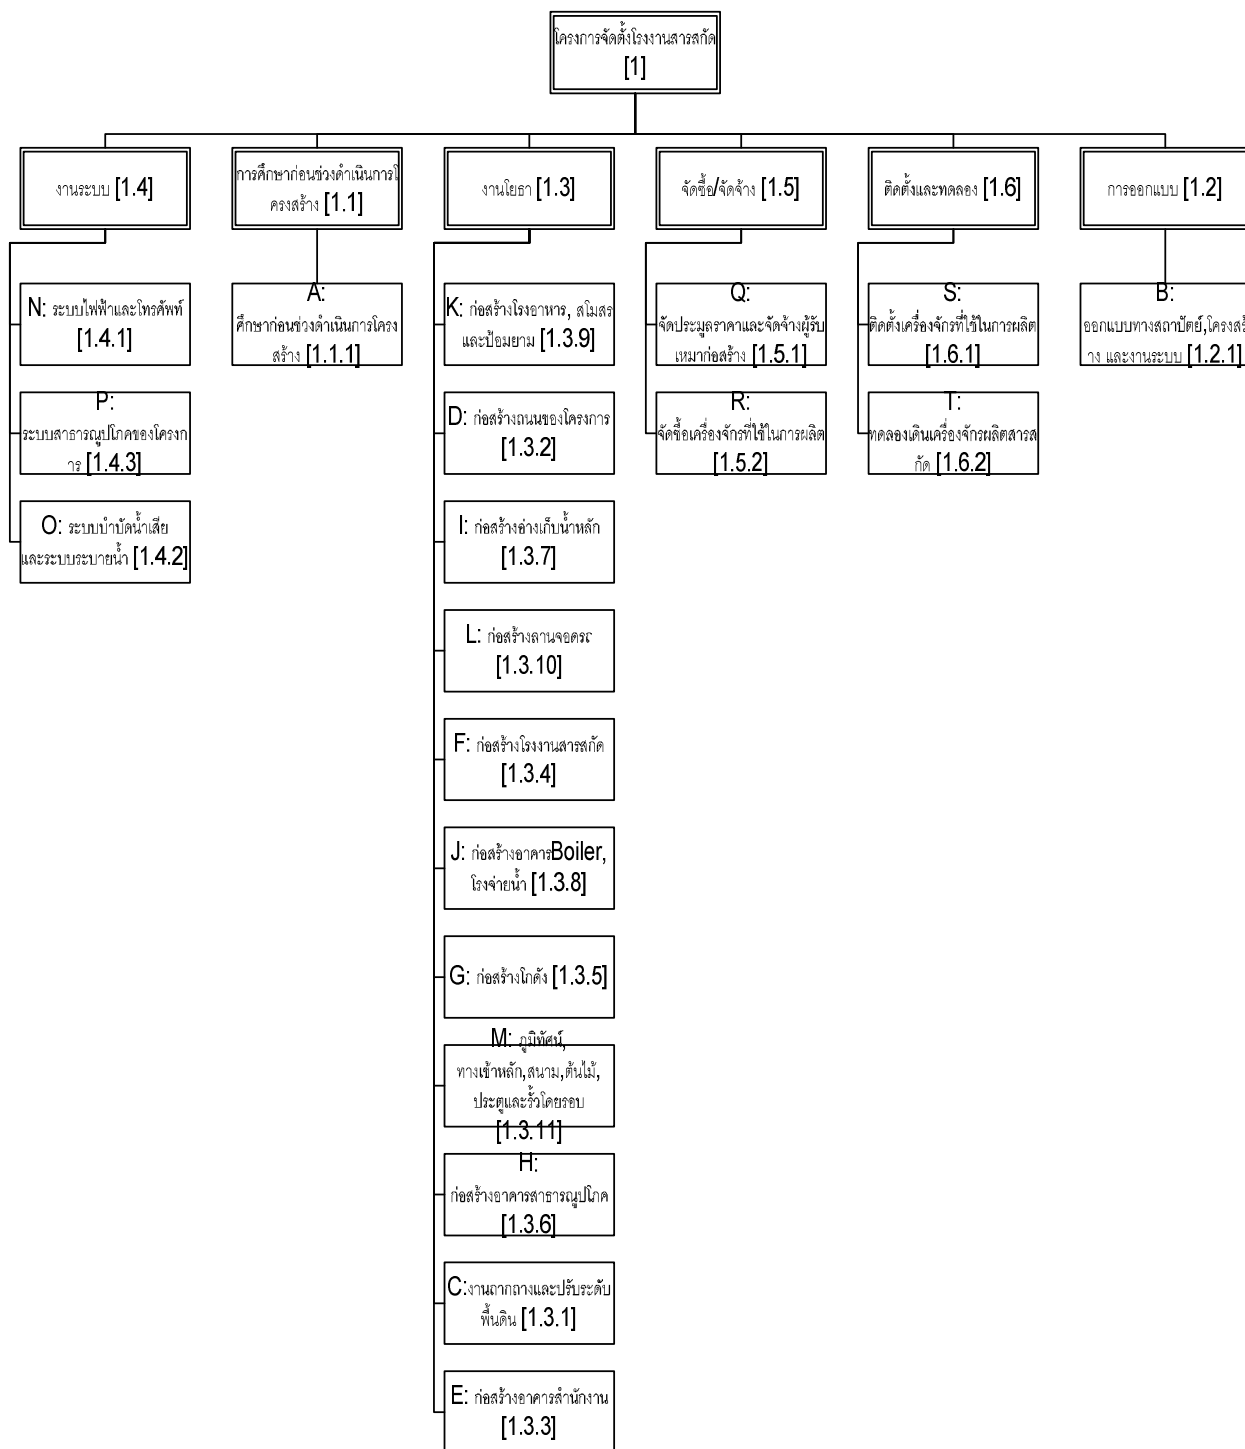 โครงการจัดตั้งโรงงานสารสกัด
[1]
งานระบบ [1.4]
การศึกษาก่อนช่วงดำเนินการโ
ครงสร้าง [1.1]
งานโยธา [1.3]
จัดซื้อ/จัดจ้าง [1.5]
ติดตั้งและทดลอง [1.6]
การออกแบบ [1.2]
N: ระบบไฟฟ้าและโทรศัพท์
[1.4.1]
P:
ระบบสาธารณูปโภคของโครงก
าร [1.4.3]
O: ระบบบำบัดน้ำเสีย
และระบบระบายน้ำ [1.4.2]
A:
ศึกษาก่อนช่วงดำเนินการโครง
สร้าง [1.1.1]
K: ก่อสร้างโรงอาหาร, สโมสร
และป้อมยาม [1.3.9]
D: ก่อสร้างถนนของโครงการ
[1.3.2]
I: ก่อสร้างอ่างเก็บน้ำหลัก
[1.3.7]
L: ก่อสร้างลานจอดรถ
[1.3.10]
F: ก่อสร้างโรงงานสารสกัด
[1.3.4]
J: ก่อสร้างอาคารBoiler,
โรงจ่ายน้ำ [1.3.8]
G: ก่อสร้างโกดัง [1.3.5]
M: ภูมิทัศน์,
ทางเข้าหลัก,สนาม,ต้นไม้,
ประตูและรั้วโดยรอบ
[1.3.11]
H:
ก่อสร้างอาคารสาธารณูปโภค
[1.3.6]
C:งานถากถางและปรับระดับ
พื้นดิน [1.3.1]
E: ก่อสร้างอาคารสำนักงาน
[1.3.3]
Q:
จัดประมูลราคาและจัดจ้างผู้รับ
เหมาก่อสร้าง [1.5.1]
R:
จัดซื้อเครื่องจักรที่ใช้ในการผลิต
[1.5.2]
S:
ติดตั้งเครื่องจักรที่ใช้ในการผลิต
[1.6.1]
T:
ทดลองเดินเครื่องจักรผลิตสารส
กัด [1.6.2]
B:
ออกแบบทางสถาปัตย์,โครงสร้
าง และงานระบบ [1.2.1]